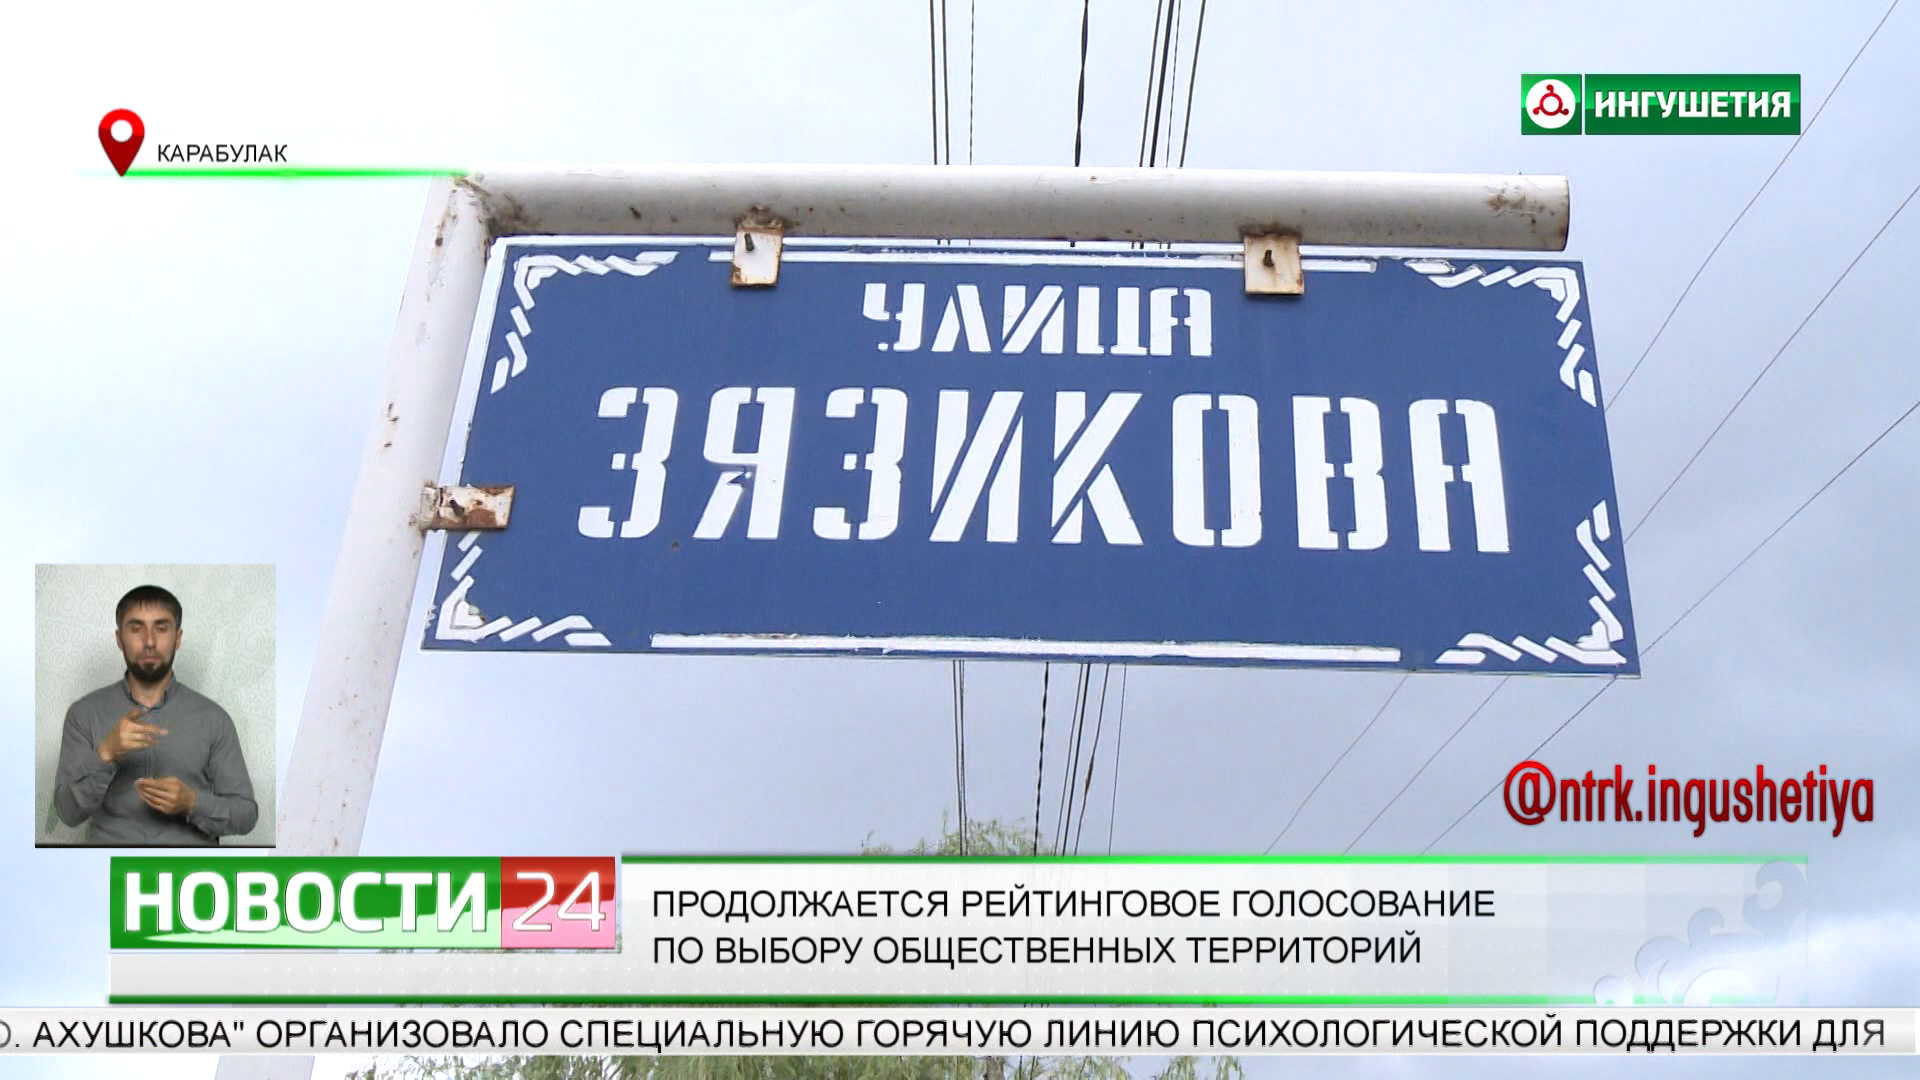 ИНГУШЕТИЯ
КАРАБУЛАК
УЛИЦА
ЗЯЗИКОВА
@ntrk.ingushetiya
НОВОСТИ 24
ПРОДОЛЖАЕТСЯ РЕЙТИНГОВОЕ ГОЛОСОВАНИЕ
ПО ВЫБОРУ ОБЩЕСТВЕННЫХ ТЕРРИТОРИЙ
АХУШКОВА" ОРГАНИЗОВАЛО СПЕЦИАЛЬНУЮ ГОРЯЧУЮ ЛИНИЮ ПСИХОЛОГИЧЕСКОЙ ПОДДЕРЖКИ ДЛЯ